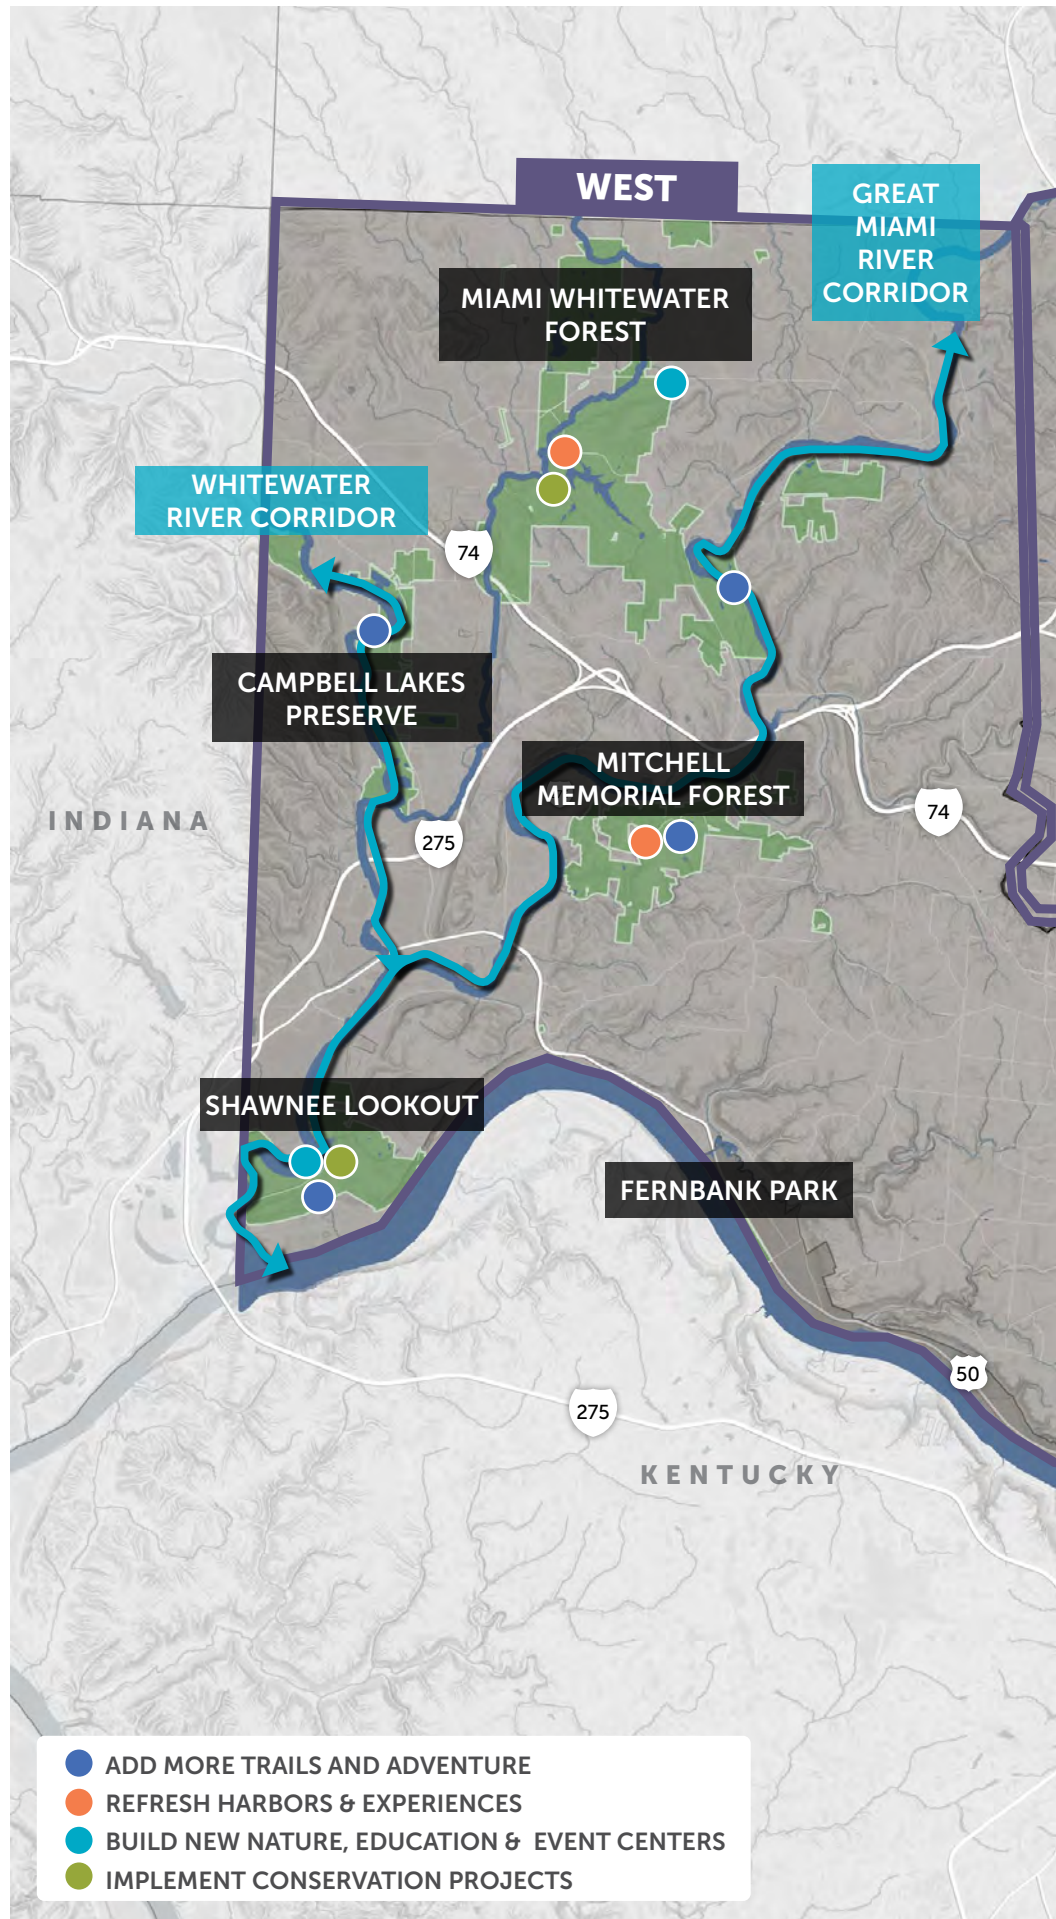 WEST
GREAT
MIAMI
RIVER
CORRIDOR
MIAMI WHITEWATER
FOREST
WHITEWATER
RIVER CORRIDOR
74
CAMPBELL LAKES
PRESERVE
MITCHELL
MEMORIAL FOREST
INDIANA
74
275
SHAWNEE LOOKOUT
FERNBANK PARK
50
275
KENTUCKY
ADD MORE TRAILS AND ADVENTURE
REFRESH HARBORS & EXPERIENCES
BUILD NEW NATURE, EDUCATION & EVENT CENTERS
IMPLEMENT CONSERVATION PROJECTS